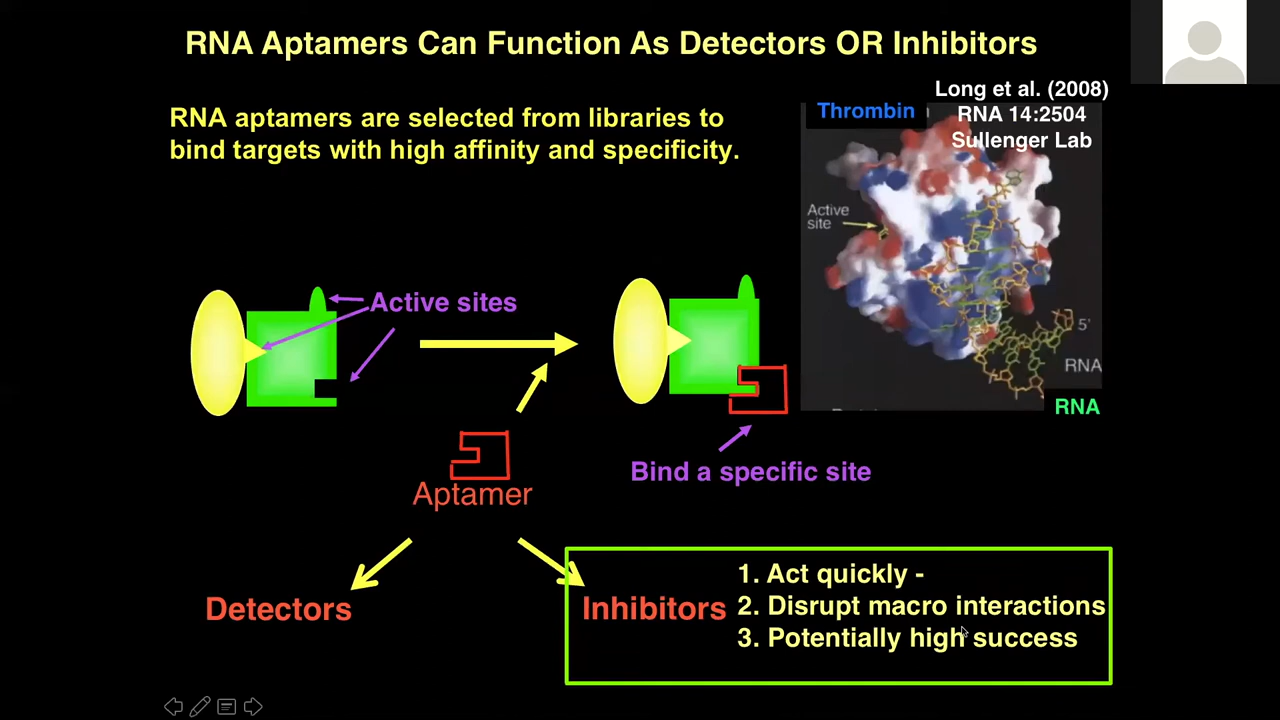 RNA Aptamers Can Function As Detectors OR Inhibitors
RNA aptamers are selected from libraries to
bind targets with high affinity and specificity.
Long et al. (2008)
RNA 14:2504
Sullenger Lab
Thrombin
Active
site
5'
RNA
RNA
Active sites
Bind a specific site
Aptamer
Detectors
Inhibitors
1. Act quickly -
2. Disrupt macro interactions
3. Potentially high success